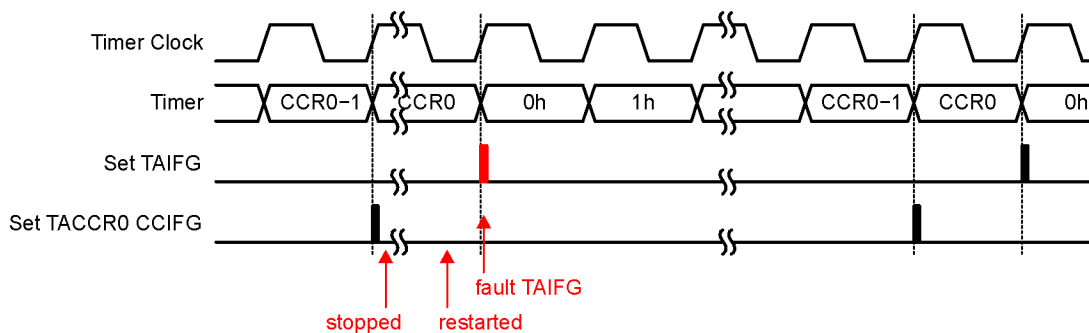 Timer Clock
Timer CCR0−1 CCR0 0h 1h CCR0−1 CCR0 0h
Set TAIFG
Set TACCR0 CCIFG
fault TAIFG
stopped restarted